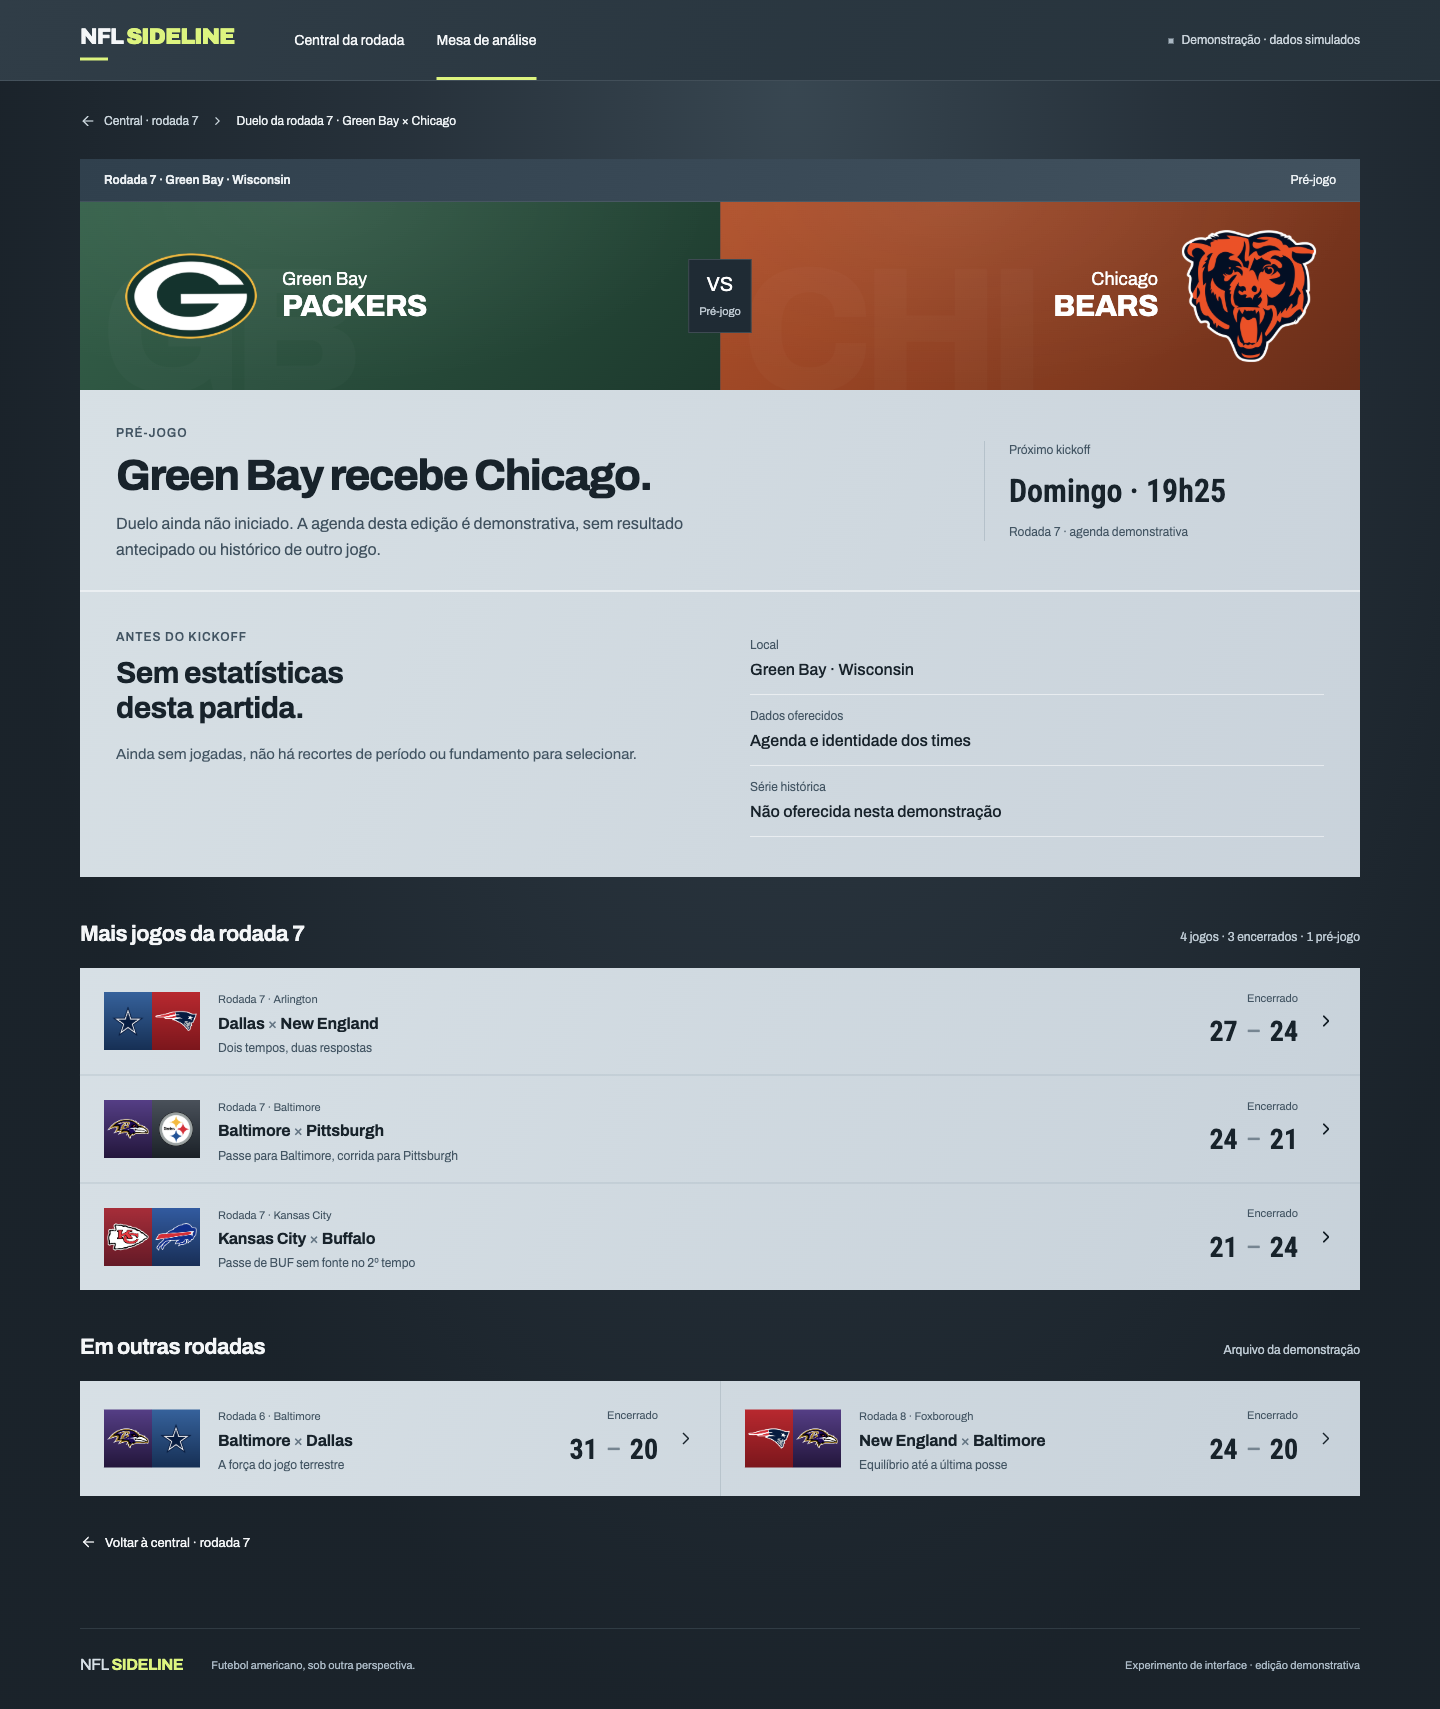 NFL SIDELINE
Central da rodada
Mesa de análise
Demonstração · dados simulados
Central · rodada 7
Duelo da rodada 7 · Green Bay × Chicago
Rodada 7 · Green Bay · Wisconsin
Pré-jogo
GB
CHI
G
Green Bay
PACKERS
VS
Pré-jogo
Chicago
BEARS
PRÉ-JOGO
Green Bay recebe Chicago.
Duelo ainda não iniciado. A agenda desta edição é demonstrativa, sem resultado
antecipado ou histórico de outro jogo.
Próximo kickoff
Domingo · 19h25
Rodada 7 · agenda demonstrativa
ANTES DO KICKOFF
Sem estatísticas
desta partida.
Ainda sem jogadas, não há recortes de período ou fundamento para selecionar.
Local
Green Bay · Wisconsin
Dados oferecidos
Agenda e identidade dos times
Série histórica
Não oferecida nesta demonstração
Mais jogos da rodada 7
4 jogos · 3 encerrados · 1 pré-jogo
Rodada 7 · Arlington
Dallas × New England
Dois tempos, duas respostas
Encerrado
27 – 24
Rodada 7 · Baltimore
Baltimore × Pittsburgh
Passe para Baltimore, corrida para Pittsburgh
Encerrado
24 – 21
KC
Rodada 7 · Kansas City
Kansas City × Buffalo
Passe de BUF sem fonte no 2º tempo
Encerrado
21 – 24
Em outras rodadas
Arquivo da demonstração
Rodada 6 · Baltimore
Baltimore × Dallas
A força do jogo terrestre
Encerrado
31 – 20
Rodada 8 · Foxborough
New England × Baltimore
Equilíbrio até a última posse
Encerrado
24 – 20
Voltar à central · rodada 7
NFL SIDELINE
Futebol americano, sob outra perspectiva.
Experimento de interface · edição demonstrativa